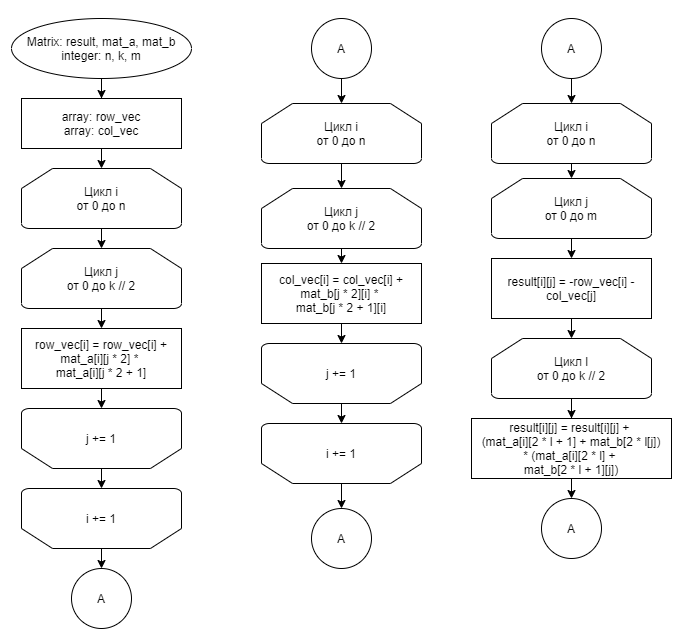 Matrix: result, mat_a, mat_b
integer: n, k, m
array: row_vec
array: col_vec
Цикл i
от 0 до n
Цикл j
от 0 до k // 2
row_vec[i] = row_vec[i] +
mat_a[i][j * 2] *
mat_a[i][j * 2 + 1]
j += 1
i += 1
A
A
Цикл i
от 0 до n
Цикл j
от 0 до k // 2
col_vec[i] = col_vec[i] +
mat_b[j * 2][i] *
mat_b[j * 2 + 1][i]
j += 1
i += 1
A
A
Цикл i
от 0 до n
Цикл j
от 0 до m
result[i][j] = -row_vec[i] -
col_vec[j]
Цикл l
от 0 до k // 2
result[i][j] = result[i][j] +
(mat_a[i][2 * l + 1] + mat_b[2 * l[j])
* (mat_a[i][2 * l] +
mat_b[2 * l + 1][j])
A